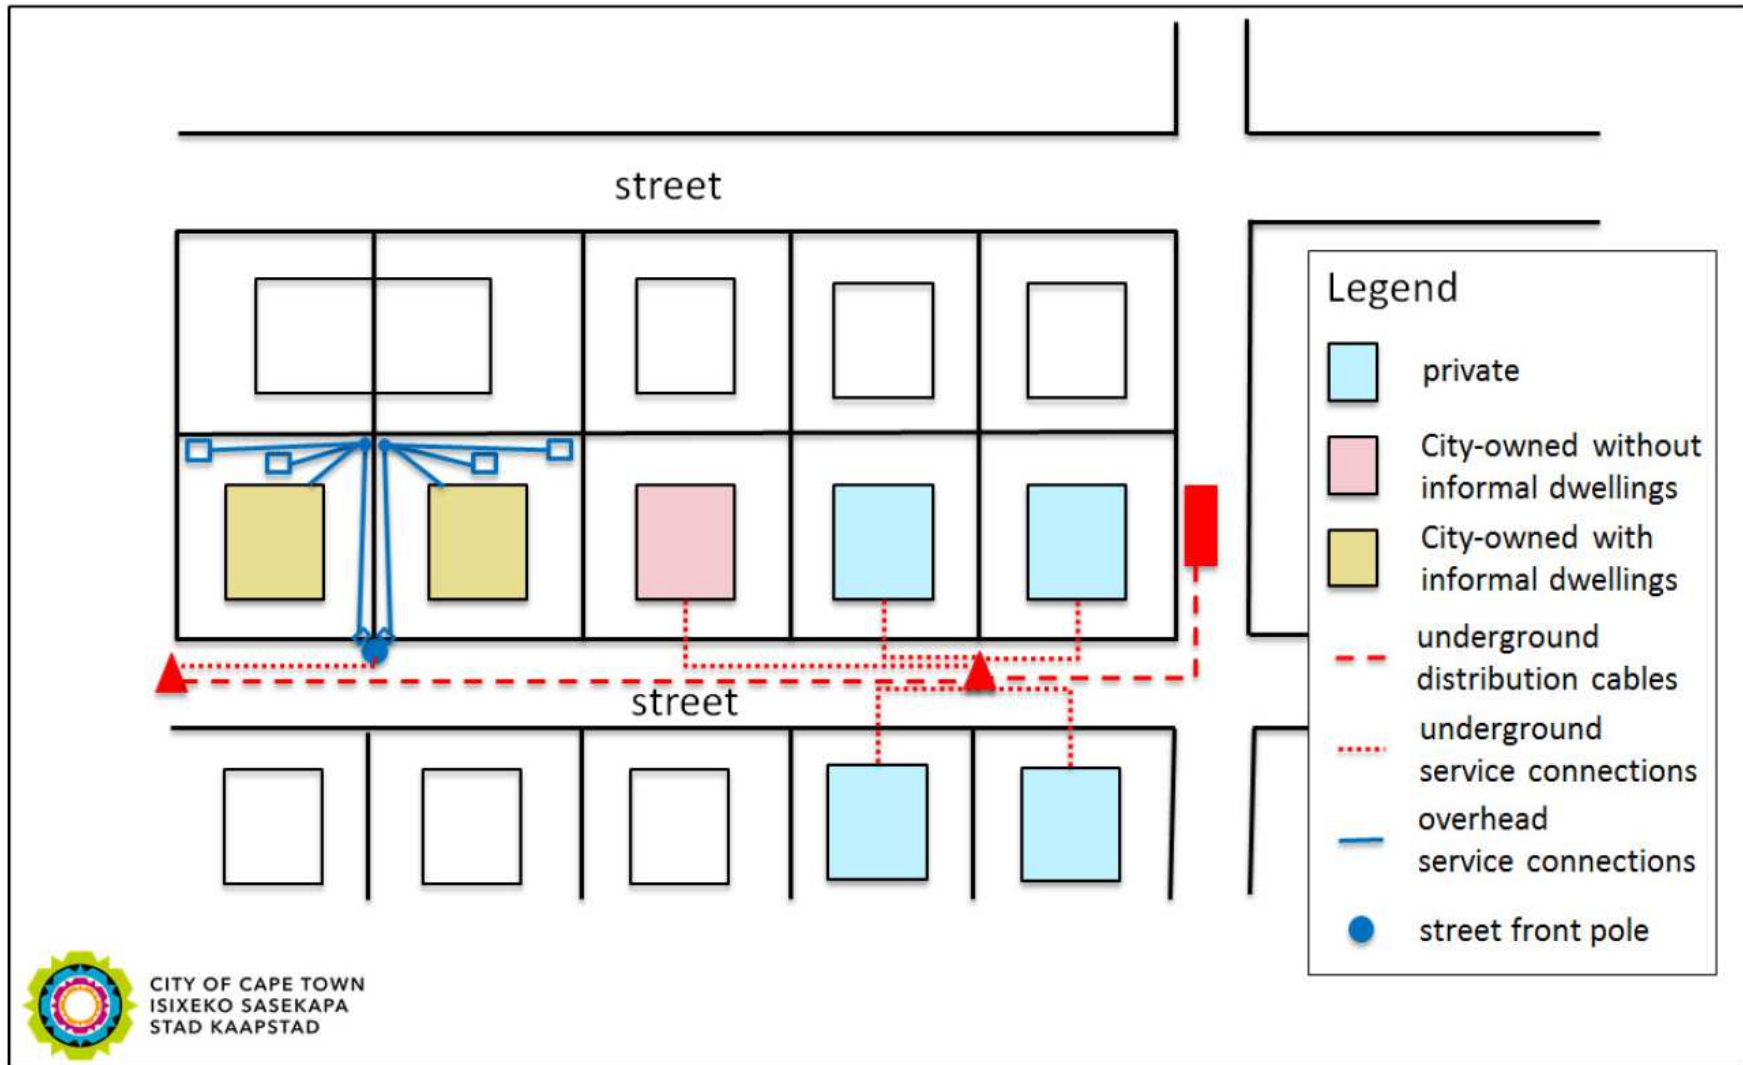 street
Legend
private
City-owned without
informal dwellings
City-owned with
informal dwellings
underground
distribution cables
street
underground
service connections
overhead
service connections
street front pole
CITY OF CAPE TOWN
ISIXEKO SASEKAPA
STAD KAAPSTAD